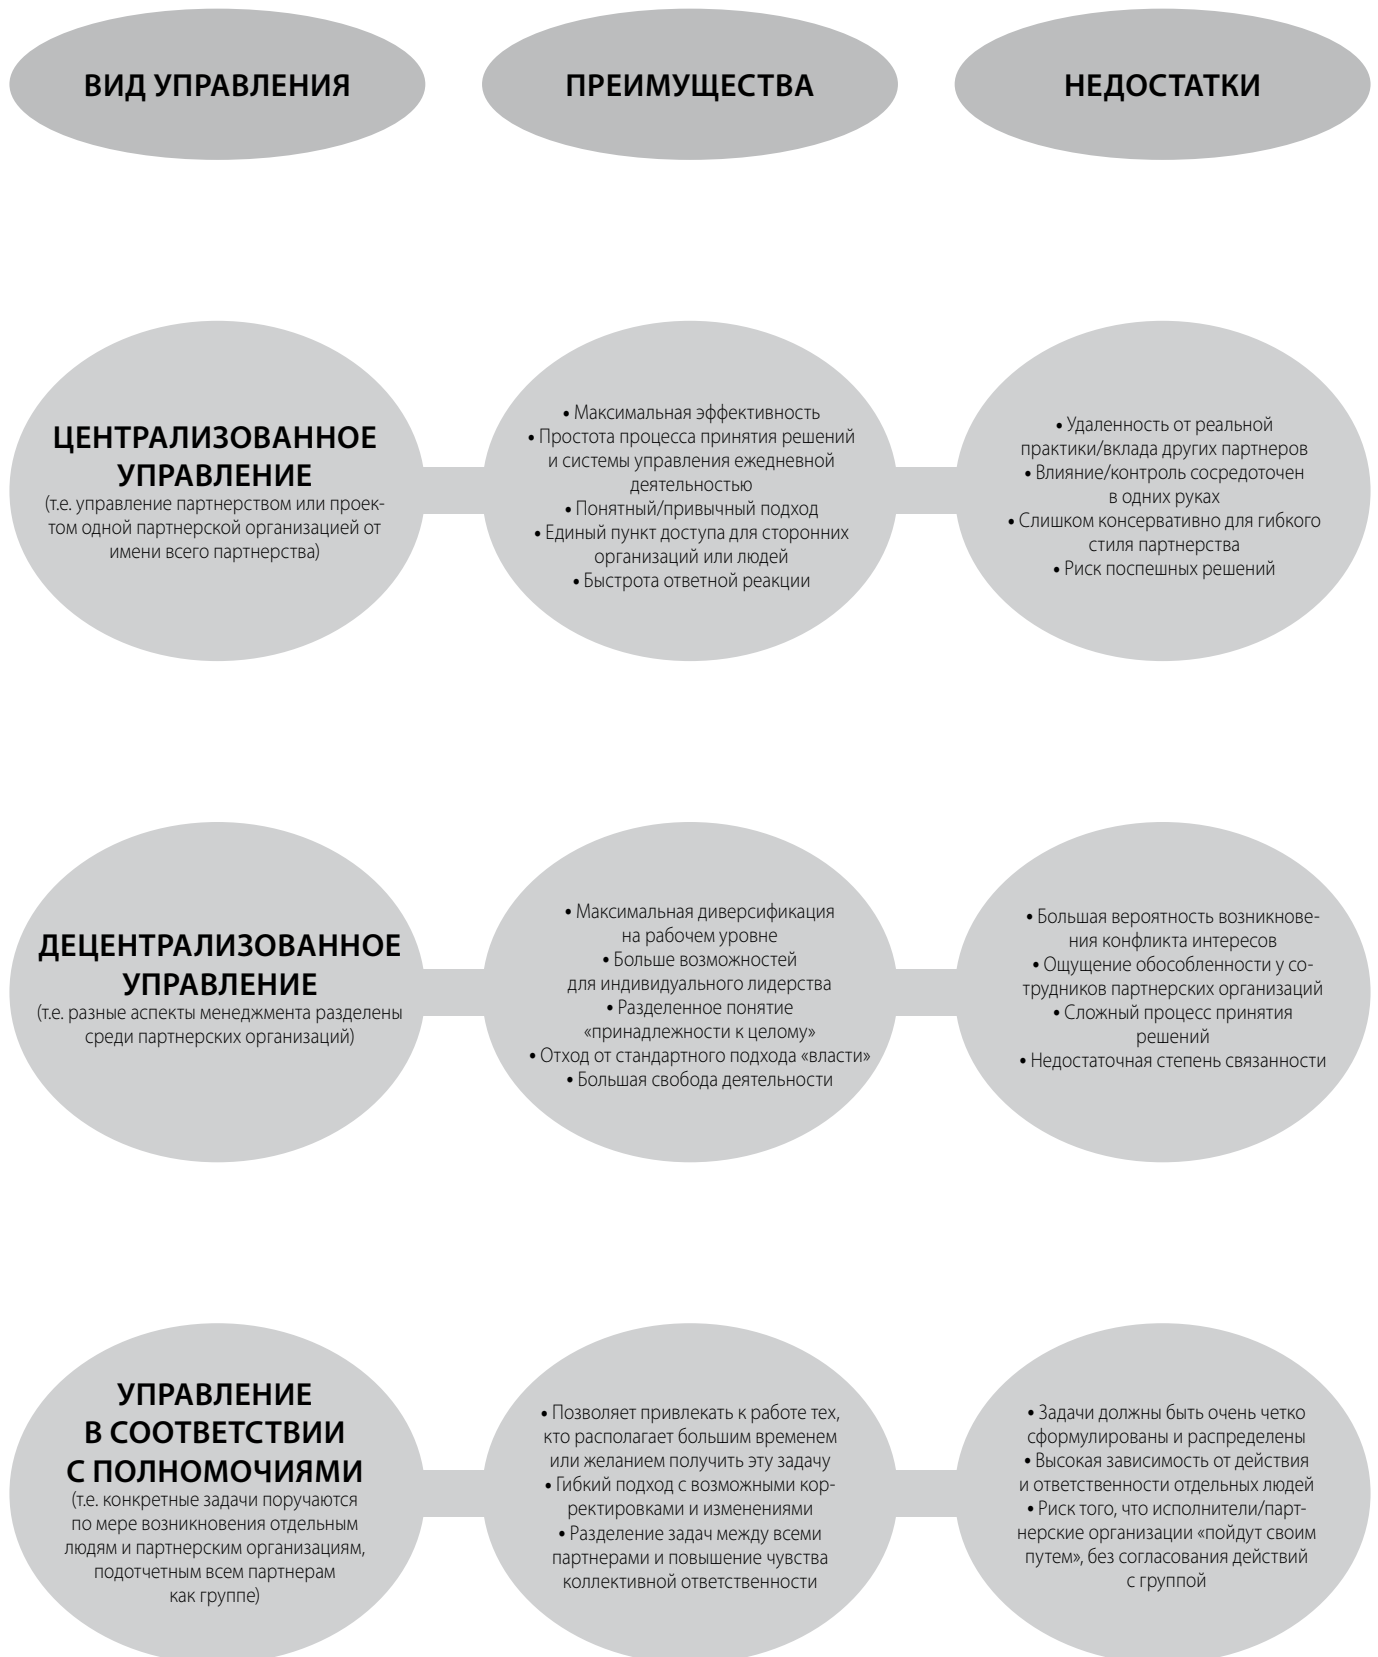 ВИД УПРАВЛЕНИЯ
ПРЕИМУЩЕСТВА
НЕДОСТАТКИ
ЦЕНТРАЛИЗОВАННОЕ
УПРАВЛЕНИЕ
(т.е. управление партнерством или проек-
том одной партнерской организацией от
имени всего партнерства)
• Максимальная эффективность
• Простота процесса принятия решений
и системы управления ежедневной
деятельностью
• Понятный/привычный подход
• Единый пункт доступа для сторонних
организаций или людей
• Быстрота ответной реакции
• Удаленность от реальной
практики/вклада других партнеров
• Влияние/контроль сосредоточен
в одних руках
• Слишком консервативно для гибкого
стиля партнерства
• Риск поспешных решений
ДЕЦЕНТРАЛИЗОВАННОЕ
УПРАВЛЕНИЕ
(т.е. разные аспекты менеджмента разделены
среди партнерских организаций)
• Максимальная диверсификация
на рабочем уровне
• Больше возможностей
для индивидуального лидерства
• Разделенное понятие
«принадлежности к целому»
• Отход от стандартного подхода «власти»
• Большая свобода деятельности
• Большая вероятность возникнове-
ния конфликта интересов
• Ощущение обособленности у со-
трудников партнерских организаций
• Сложный процесс принятия
решений
• Недостаточная степень связанности
УПРАВЛЕНИЕ
В СООТВЕТСТВИИ
С ПОЛНОМОЧИЯМИ
(т.е. конкретные задачи поручаются
по мере возникновения отдельным
людям и партнерским организациям,
подотчетным всем партнерам
как группе)
• Позволяет привлекать к работе тех,
кто располагает большим временем
или желанием получить эту задачу
• Гибкий подход с возможными кор-
ректировками и изменениями
• Разделение задач между всеми
партнерами и повышение чувства
коллективной ответственности
• Задачи должны быть очень четко
сформулированы и распределены
• Высокая зависимость от действия
и ответственности отдельных людей
• Риск того, что исполнители/парт-
нерские организации «пойдут своим
путем», без согласования действий
с группой